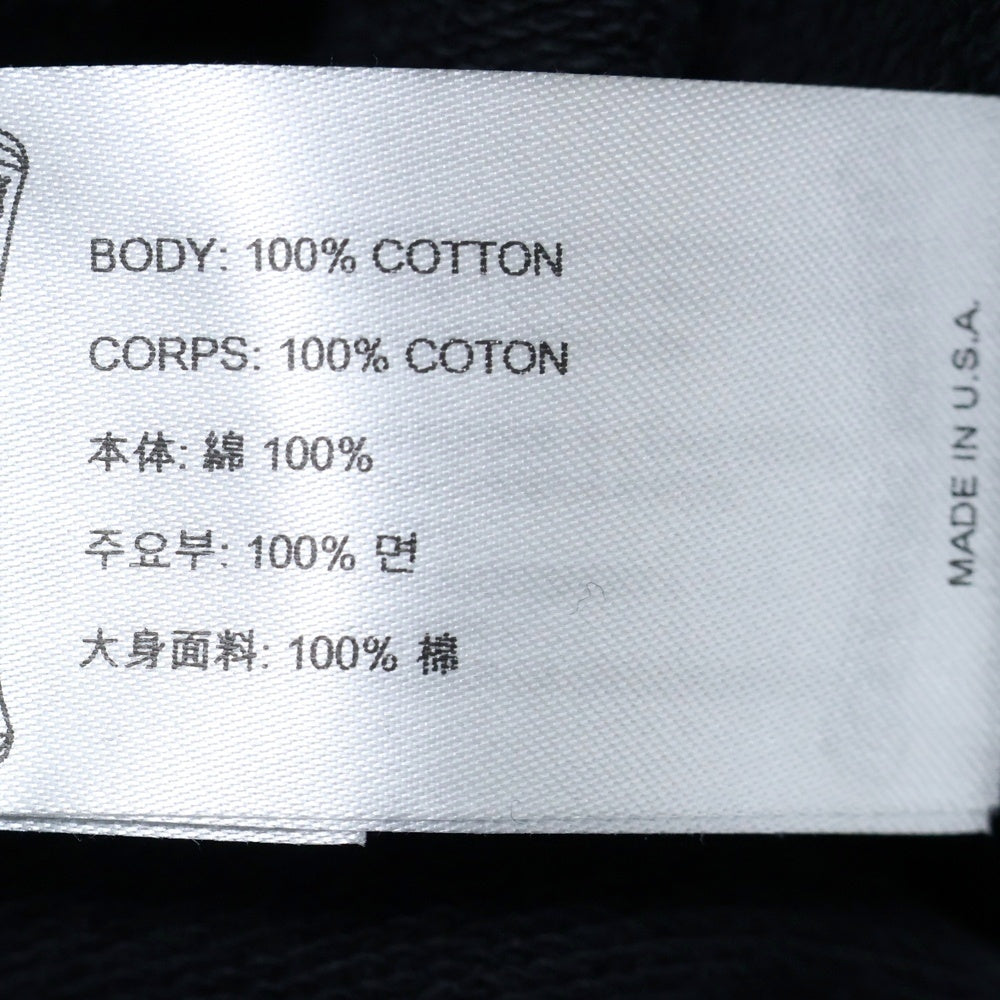 BODY: 100% COTTON
CORPS: 100% COTON
本体: 綿 100%
주요부: 100% 면
大身面料: 100% 棉
MADE IN U.S.A.